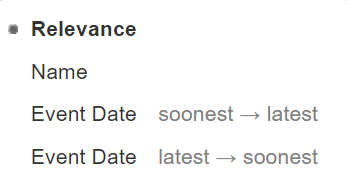 Relevance
Name
Event Date soonest → latest
Event Date latest → soonest